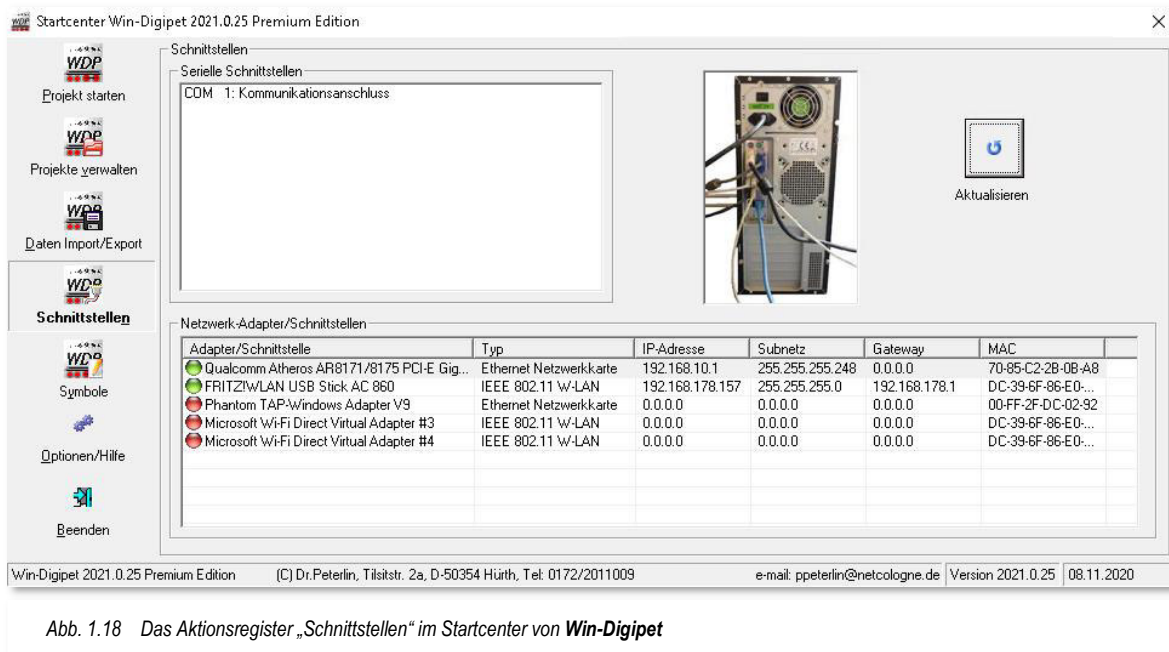 Startcenter Win-Digipet 2021.0.25 Premium Edition
WDP
Projekt starten
WDP
Projekte verwalten
WDP
Daten Import/Export
WDP
Schnittstellen
WDP
Symbole
Optionen/Hilfe
Beenden
Schnittstellen
Serielle Schnittstellen
COM 1: Kommunikationsanschluss
Aktualisieren
Netzwerk-Adapter/Schnittstellen
Adapter/Schnittstelle Typ IP-Adresse Subnetz Gateway MAC
Qualcomm Atheros AR8171/8175 PCI-E Gig... Ethernet Netzwerkkarte 192.168.10.1 255.255.255.248 0.0.0.0 70-85-C2-2B-0B-A8
FRITZ!WLAN USB Stick AC 860 IEEE 802.11 W-LAN 192.168.178.157 255.255.255.0 192.168.178.1 DC-39-6F-86-E0-...
Phantom TAP-Windows Adapter V9 Ethernet Netzwerkkarte 0.0.0.0 0.0.0.0 0.0.0.0 00-FF-2F-DC-02-92
Microsoft Wi-Fi Direct Virtual Adapter #3 IEEE 802.11 W-LAN 0.0.0.0 0.0.0.0 0.0.0.0 DC-39-6F-86-E0-...
Microsoft Wi-Fi Direct Virtual Adapter #4 IEEE 802.11 W-LAN 0.0.0.0 0.0.0.0 0.0.0.0 DC-39-6F-86-E0-...
Win-Digipet 2021.0.25 Premium Edition (C) Dr.Peterlin, Tilsitstr. 2a, D-50354 Hürth, Tel: 0172/2011009 e-mail: ppeterlin@netcologne.de Version 2021.0.25 08.11.2020
Abb. 1.18 Das Aktionsregister „Schnittstellen“ im Startcenter von Win-Digipet